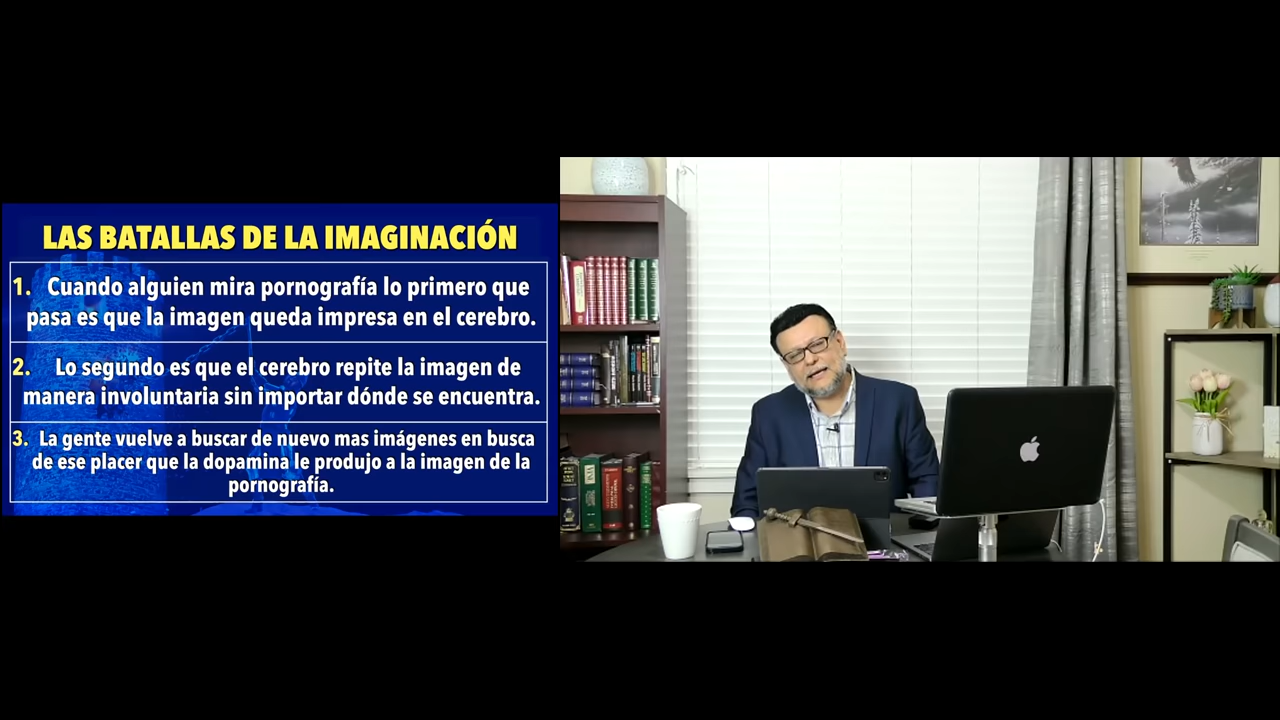 LAS BATALLAS DE LA IMAGINACIÓN
1. Cuando alguien mira pornografía lo primero que
pasa es que la imagen queda impresa en el cerebro.
2. Lo segundo es que el cerebro repite la imagen de
manera involuntaria sin importar dónde se encuentra.
3. La gente vuelve a buscar de nuevo mas imágenes en busca
de ese placer que la dopamina le produjo a la imagen de la
pornografía.